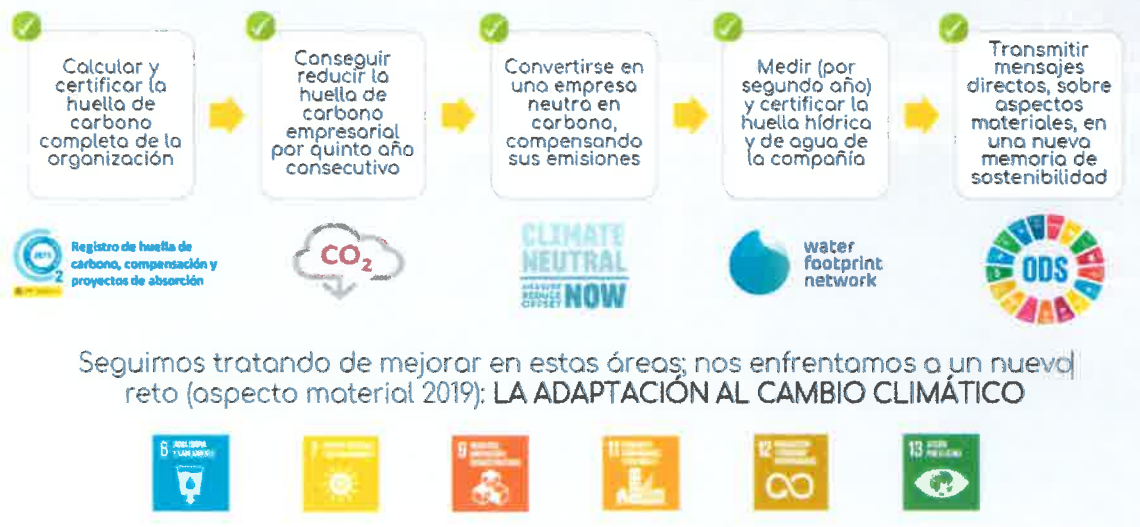 Calcular y
certificar la
huella de
carbono
completa de la
organización
Conseguir
reducir la
huella de
carbono
empresarial
por quinto año
consecutivo
Convertirse en
una empresa
neutra en
carbono,
compensando
sus emisiones
Medir (por
segundo año)
y certificar la
huella hídrica
y de agua de
la compañía
Transmitir
mensajes
directos, sobre
aspectos
materiales, en
una nueva
memoria de
sostenibilidad
Registro de huella de
carbono, compensación y
proyectos de absorción
CO2
CLIMATE
NEUTRAL
MEASURE
REDUCE
OFFSET
NOW
water
footprint
network
ODS
Seguimos tratando de mejorar en estas áreas; nos enfrentamos a un nuevo
reto (aspecto material 2019): LA ADAPTACIÓN AL CAMBIO CLIMÁTICO
6
7
9
11
12
13